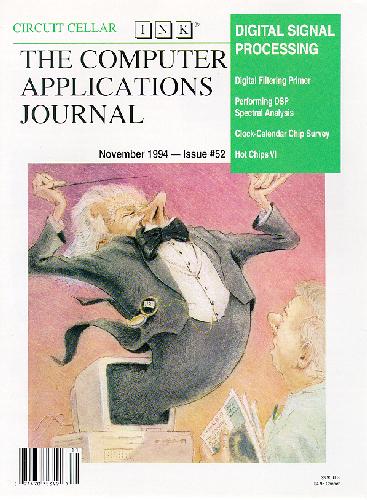 CIRCUIT CELLAR INK®
THE COMPUTER
APPLICATIONS
JOURNAL
November 1994 — Issue #52
DIGITAL SIGNAL
PROCESSING
Digital Filtering Primer
Performing DSP
Spectral Analysis
Clock-Calendar Chip Survey
Hot Chips VI